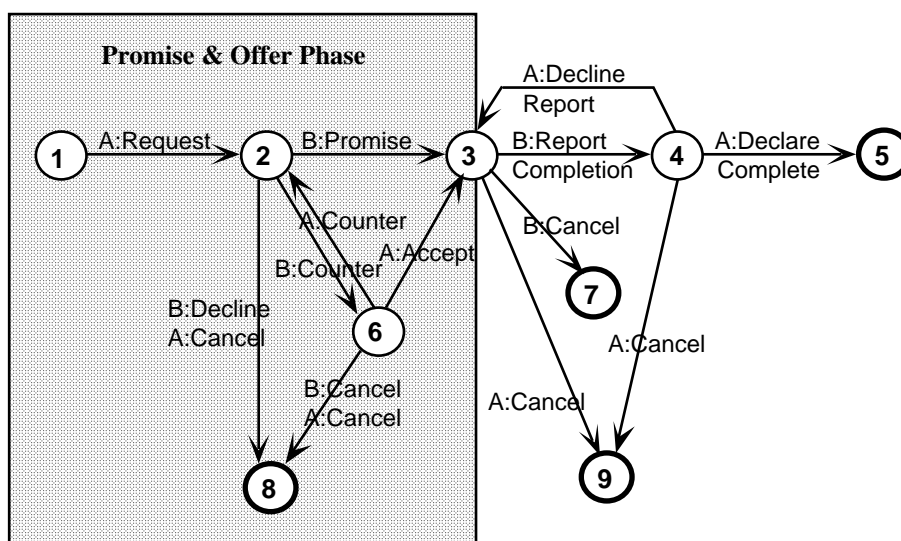 Promise & Offer Phase
A:Decline
Report
1
A:Request
2
B:Promise
3
B:Report
Completion
4
A:Declare
Complete
5
A:Counter
B:Counter
A:Accept
B:Cancel
7
B:Decline
A:Cancel
6
A:Cancel
B:Cancel
A:Cancel
A:Cancel
8
9